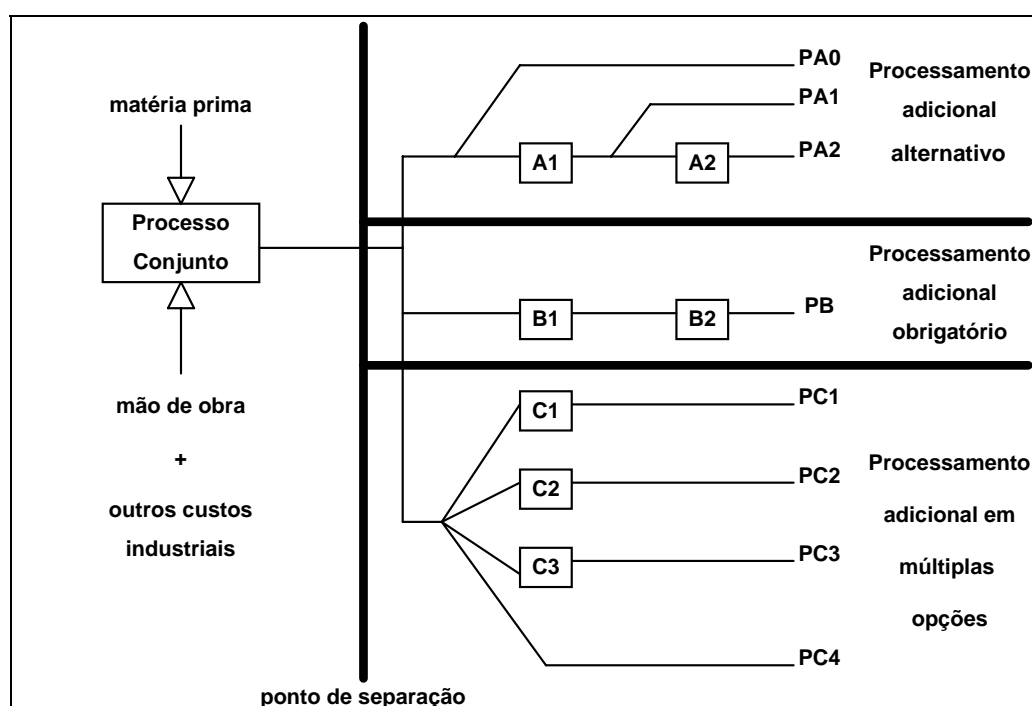 matéria prima
Processo
Conjunto
mão de obra
+
outros custos
industriais
ponto de separação
PA0
PA1
A1
A2
PA2
Processamento
adicional
alternativo
B1
B2
PB
Processamento
adicional
obrigatório
C1
PC1
C2
PC2
C3
PC3
PC4
Processamento
adicional em
múltiplas
opções